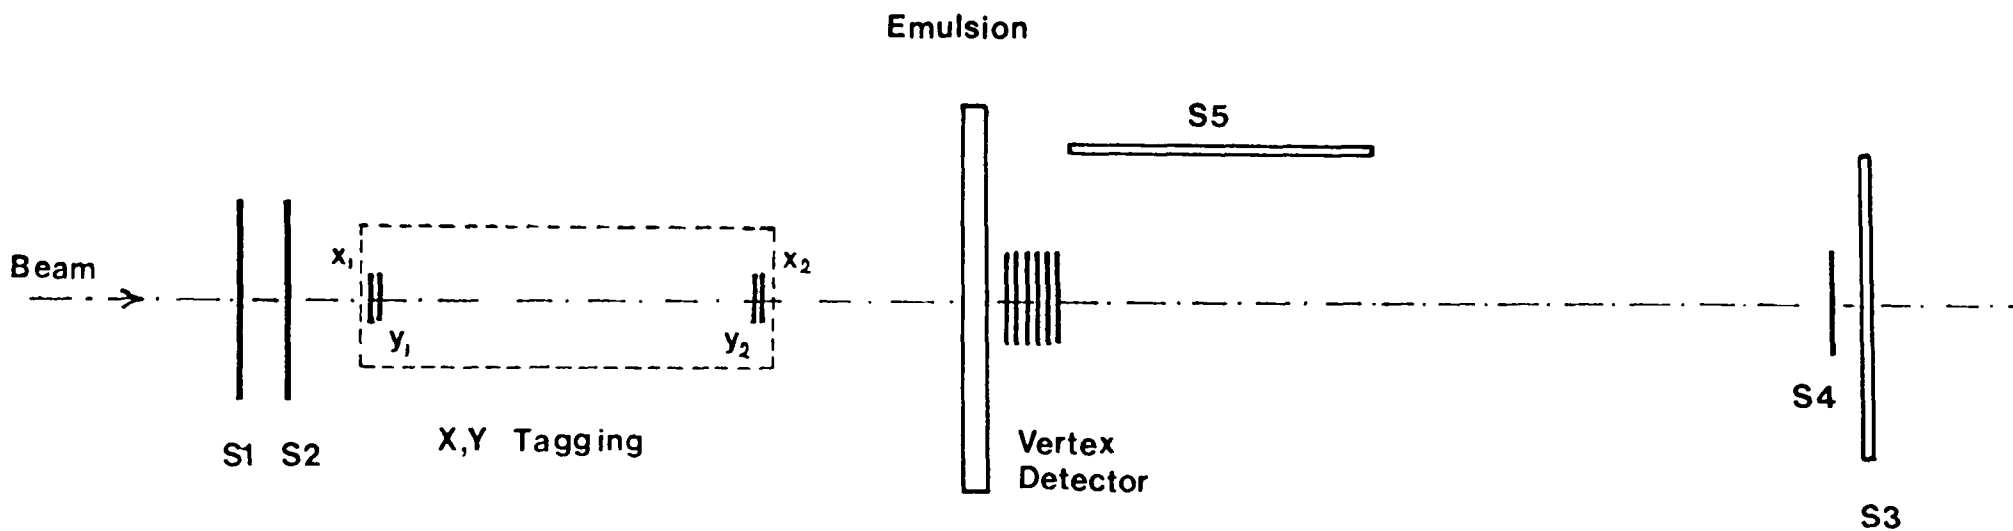 Emulsion
S5
Beam
x₁
x₂
y₁
y₂
S1
S2
X,Y Tagging
Vertex
Detector
S4
S3